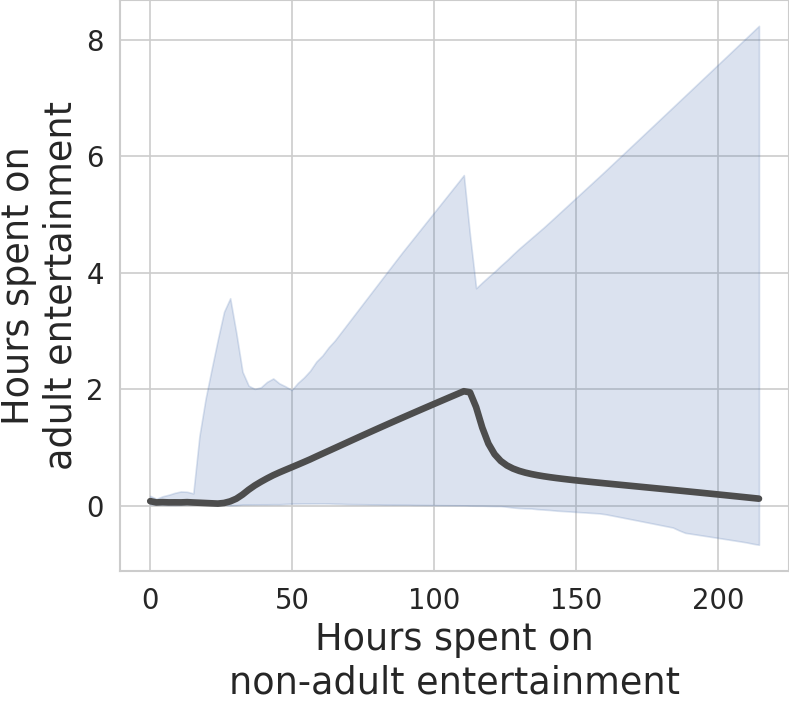 Hours spent on
adult entertainment
8
6
4
2
0
0 50 100 150 200
Hours spent on
non-adult entertainment